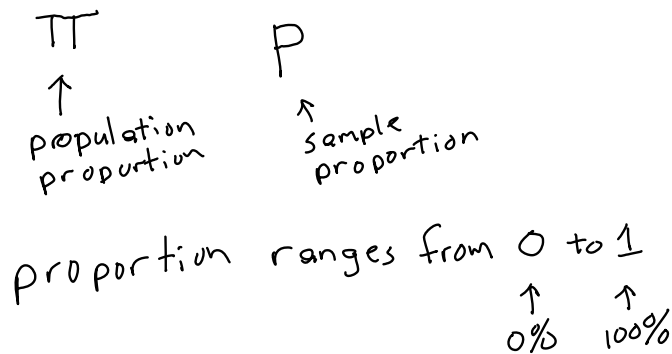 π P
↑ ↑
population sample
proportion proportion
proportion ranges from 0 to 1
↑ ↑
0% 100%